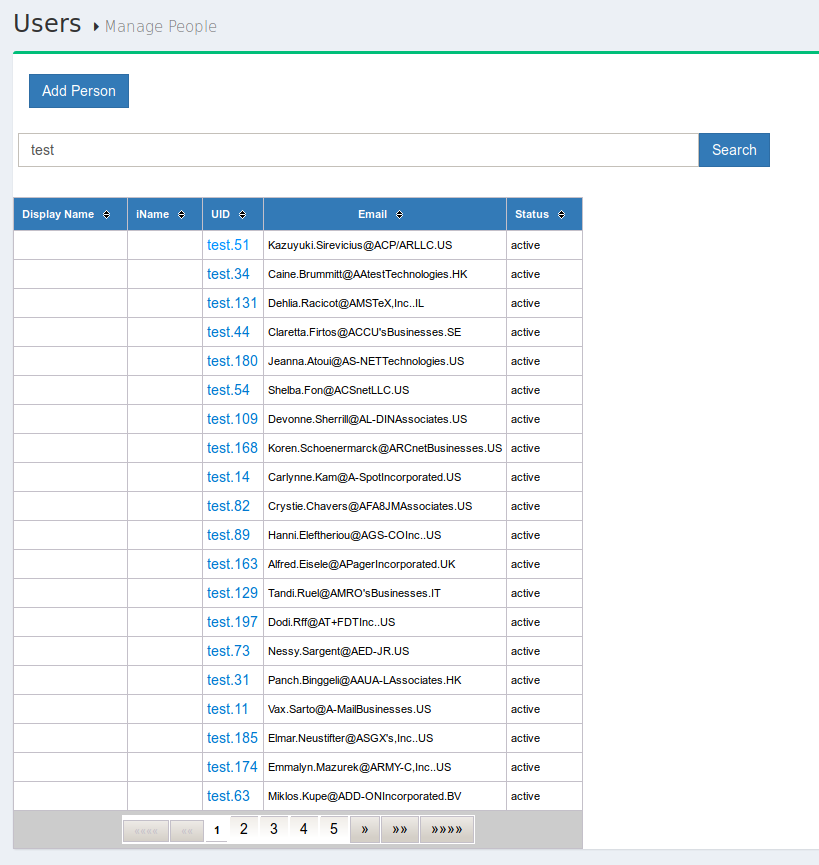 Users Manage People
Add Person
test Search
Display Name iName UID Email Status
test.51 Kazuyuki.Sirevicius@ACP/ARLLC.US active
test.34 Caine.Brummitt@AAtestTechnologies.HK active
test.131 Dehlia.Racicot@AMSTeX,Inc..IL active
test.44 Claretta.Firtos@ACCU'sBusinesses.SE active
test.180 Jeanna.Atoui@AS-NETTechnologies.US active
test.54 Shelba.Fon@ACSnetLLC.US active
test.109 Devonne.Sherrill@AL-DINAssociates.US active
test.168 Koren.Schoenermarck@ARCnetBusinesses.US active
test.14 Carlynne.Kam@A-SpotIncorporated.US active
test.82 Crystie.Chavers@AFA8JMAssociates.US active
test.89 Hanni.Eleftheriou@AGS-COInc..US active
test.163 Alfred.Eisele@APagerIncorporated.UK active
test.129 Tandi.Ruel@AMRO'sBusinesses.IT active
test.197 Dodi.Rff@AT+FDTInc..US active
test.73 Nessy.Sargent@AED-JR.US active
test.31 Panch.Binggeli@AAUA-LAssociates.HK active
test.11 Vax.Sarto@A-MailBusinesses.US active
test.185 Elmar.Neustifter@ASGX's,Inc..US active
test.174 Emmalyn.Mazurek@ARMY-C,Inc..US active
test.63 Miklos.Kupe@ADD-ONIncorporated.BV active
«««« «« 1 2 3 4 5 » »» »»»»